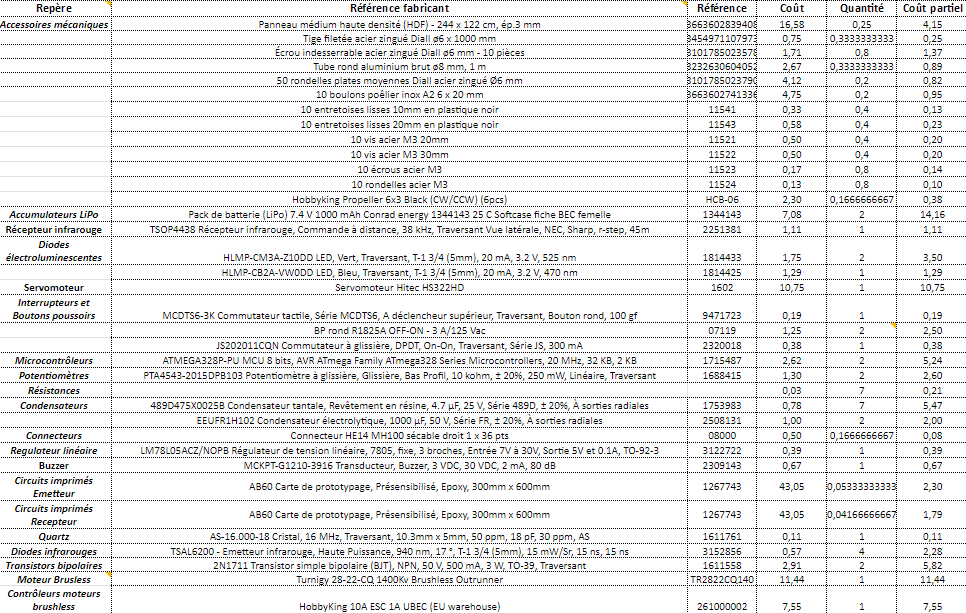 Repère Référence fabricant Référence Coût Quantité Coût partiel
Accessoires mécaniques Panneau médium haute densité (HDF) - 244 x 122 cm, ép.3 mm 3663602839408 16,58 0,25 4,15
Tige filetée acier zingué Diall ø6 x 1000 mm 3454971107973 0,75 0,3333333333 0,25
Écrou indesserrable acier zingué Diall ø6 mm - 10 pièces 3101785023578 1,71 0,8 1,37
Tube rond aluminium brut ø8 mm, 1 m 3232630604052 2,67 0,3333333333 0,89
50 rondelles plates moyennes Diall acier zingué Ø6 mm 3101785023790 4,12 0,2 0,82
10 boulons poêlier inox A2 6 x 20 mm 3663602741336 4,75 0,2 0,95
10 entretoises lisses 10mm en plastique noir 11541 0,33 0,4 0,13
10 entretoises lisses 20mm en plastique noir 11543 0,58 0,4 0,23
10 vis acier M3 20mm 11521 0,50 0,4 0,20
10 vis acier M3 30mm 11522 0,50 0,4 0,20
10 écrous acier M3 11523 0,17 0,8 0,14
10 rondelles acier M3 11524 0,13 0,8 0,10
Hobbyking Propeller 6x3 Black (CW/CCW) (6pcs) HCB-06 2,30 0,1666666667 0,38
Accumulateurs LiPo Pack de batterie (LiPo) 7.4 V 1000 mAh Conrad energy 1344143 25 C Softcase fiche BEC femelle 1344143 7,08 2 14,16
Récepteur infrarouge TSOP4438 Récepteur infrarouge, Commande à distance, 38 kHz, Traversant Vue latérale, NEC, Sharp, r-step, 45m 2251381 1,11 1 1,11
Diodes
électroluminescentes HLMP-CM3A-Z10DD LED, Vert, Traversant, T-1 3/4 (5mm), 20 mA, 3.2 V, 525 nm 1814433 1,75 2 3,50
HLMP-CB2A-VW0DD LED, Bleu, Traversant, T-1 3/4 (5mm), 20 mA, 3.2 V, 470 nm 1814425 1,29 1 1,29
Servomoteur Servomoteur Hitec HS322HD 1602 10,75 1 10,75
Interrupteurs et
Boutons poussoirs MCDTS6-3K Commutateur tactile, Série MCDTS6, A déclencheur supérieur, Traversant, Bouton rond, 100 gf 9471723 0,19 1 0,19
BP rond R1825A OFF-ON - 3 A/125 Vac 07119 1,25 2 2,50
JS202011CQN Commutateur à glissière, DPDT, On-On, Traversant, Série JS, 300 mA 2320018 0,38 1 0,38
Microcontrôleurs ATMEGA328P-PU MCU 8 bits, AVR ATmega Family ATmega328 Series Microcontrollers, 20 MHz, 32 KB, 2 KB 1715487 2,62 2 5,24
Potentiomètres PTA4543-2015DPB103 Potentiomètre à glissière, Glissière, Bas Profil, 10 kohm, ± 20%, 250 mW, Linéaire, Traversant 1688415 1,30 2 2,60
Résistances 0,03 7 0,21
Condensateurs 489D475X0025B Condensateur tantale, Revêtement en résine, 4.7 µF, 25 V, Série 489D, ± 20%, À sorties radiales 1753983 0,78 7 5,47
EEUFR1H102 Condensateur électrolytique, 1000 µF, 50 V, Série FR, ± 20%, À sorties radiales 2508131 1,00 2 2,00
Connecteurs Connecteur HE14 MH100 sécable droit 1 x 36 pts 08000 0,50 0,1666666667 0,08
Regulateur linéaire LM78L05ACZ/NOPB Régulateur de tension linéaire, 7805, fixe, 3 broches, Entrée 7V à 30V, Sortie 5V et 0.1A, TO-92-3 3122722 0,39 1 0,39
Buzzer MCKPT-G1210-3916 Transducteur, Buzzer, 3 VDC, 30 VDC, 2 mA, 80 dB 2309143 0,67 1 0,67
Circuits imprimés
Emetteur AB60 Carte de prototypage, Présensibilisé, Epoxy, 300mm x 600mm 1267743 43,05 0,05333333333 2,30
Circuits imprimés
Recepteur AB60 Carte de prototypage, Présensibilisé, Epoxy, 300mm x 600mm 1267743 43,05 0,04166666667 1,79
Quartz AS-16.000-18 Cristal, 16 MHz, Traversant, 10.3mm x 5mm, 50 ppm, 18 pF, 30 ppm, AS 1611761 0,11 1 0,11
Diodes infrarouges TSAL6200 - Emetteur infrarouge, Haute Puissance, 940 nm, 17 °, T-1 3/4 (5mm), 15 mW/Sr, 15 ns, 15 ns 3152856 0,57 4 2,28
Transistors bipolaires 2N1711 Transistor simple bipolaire (BJT), NPN, 50 V, 500 mA, 3 W, TO-39, Traversant 1611558 2,91 2 5,82
Moteur Brusless Turnigy 28-22-CQ 1400Kv Brushless Outrunner TR2822CQ140 11,44 1 11,44
Contrôleurs moteurs
brushless HobbyKing 10A ESC 1A UBEC (EU warehouse) 261000002 7,55 1 7,55